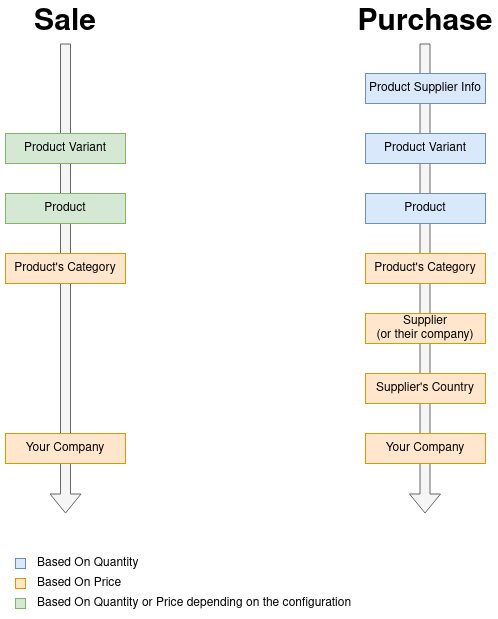 Sale
Purchase
Product Supplier Info
Product Variant
Product Variant
Product
Product
Product's Category
Product's Category
Supplier
(or their company)
Supplier's Country
Your Company
Your Company
Based On Quantity
Based On Price
Based On Quantity or Price depending on the configuration